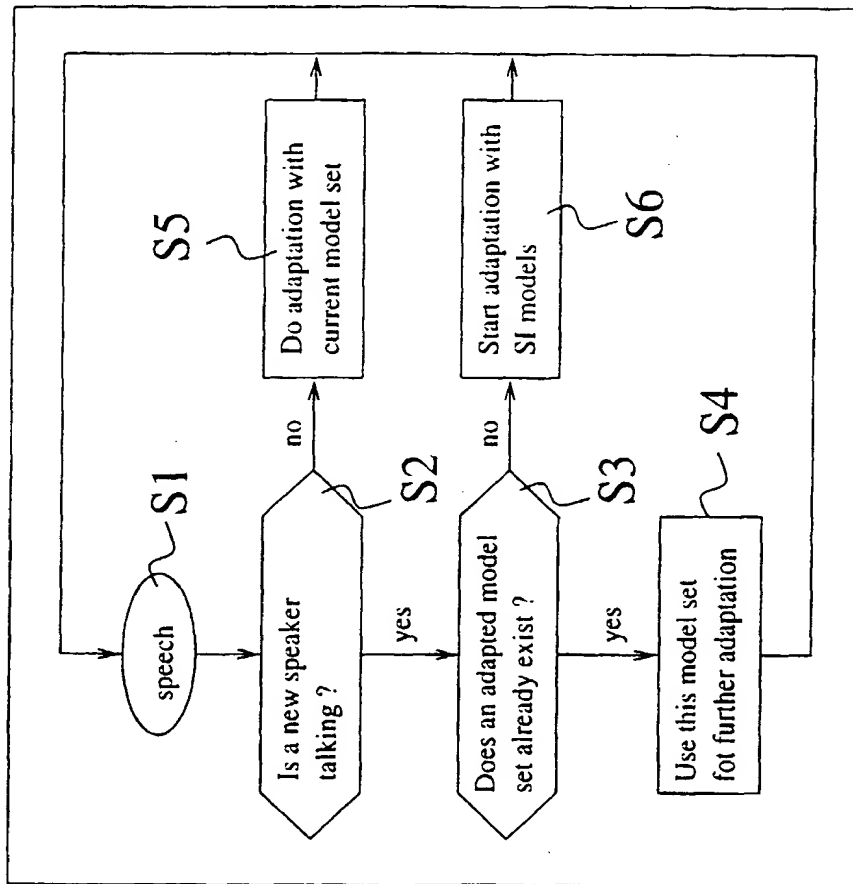 S1
speech
Is a new speaker
talking ?
S2
no
Do adaptation with
current model set
S5
yes
Does an adapted model
set already exist ?
S3
no
Start adaptation with
SI models
S6
yes
Use this model set
fot further adaptation
S4